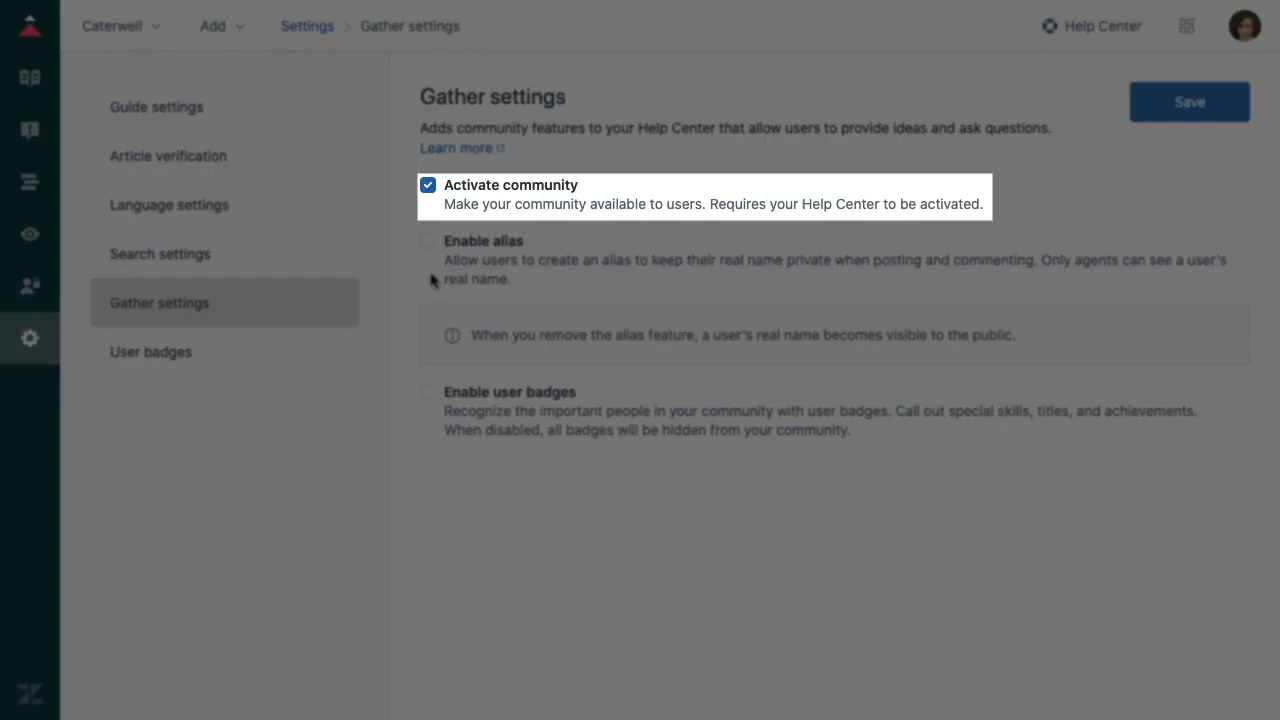 Caterwell
Add
Settings
Gather settings
Help Center
Guide settings
Article verification
Language settings
Search settings
Gather settings
User badges
Gather settings
Save
Adds community features to your Help Center that allow users to provide ideas and ask questions.
Learn more
Activate community
Make your community available to users. Requires your Help Center to be activated.
Enable alias
Allow users to create an alias to keep their real name private when posting and commenting. Only agents can see a user's
real name.
When you remove the alias feature, a user's real name becomes visible to the public.
Enable user badges
Recognize the important people in your community with user badges. Call out special skills, titles, and achievements.
When disabled, all badges will be hidden from your community.